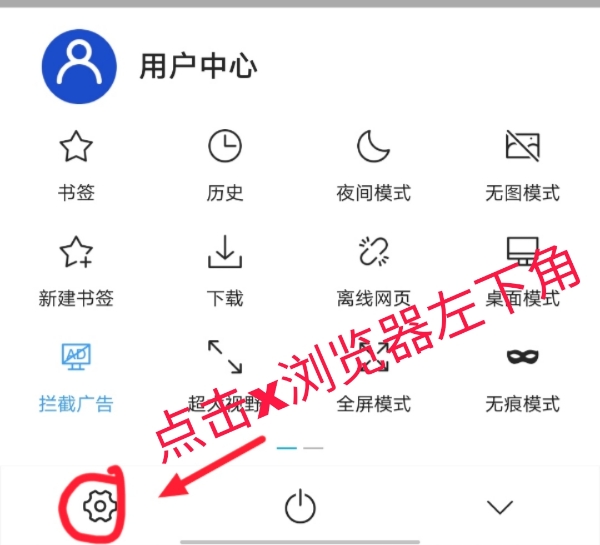 用户中心
书签 历史 夜间模式 无图模式
新建书签 下载 离线网页 桌面模式
AD
拦截广告 超大视野 全屏模式 无痕模式
点击x浏览器左下角